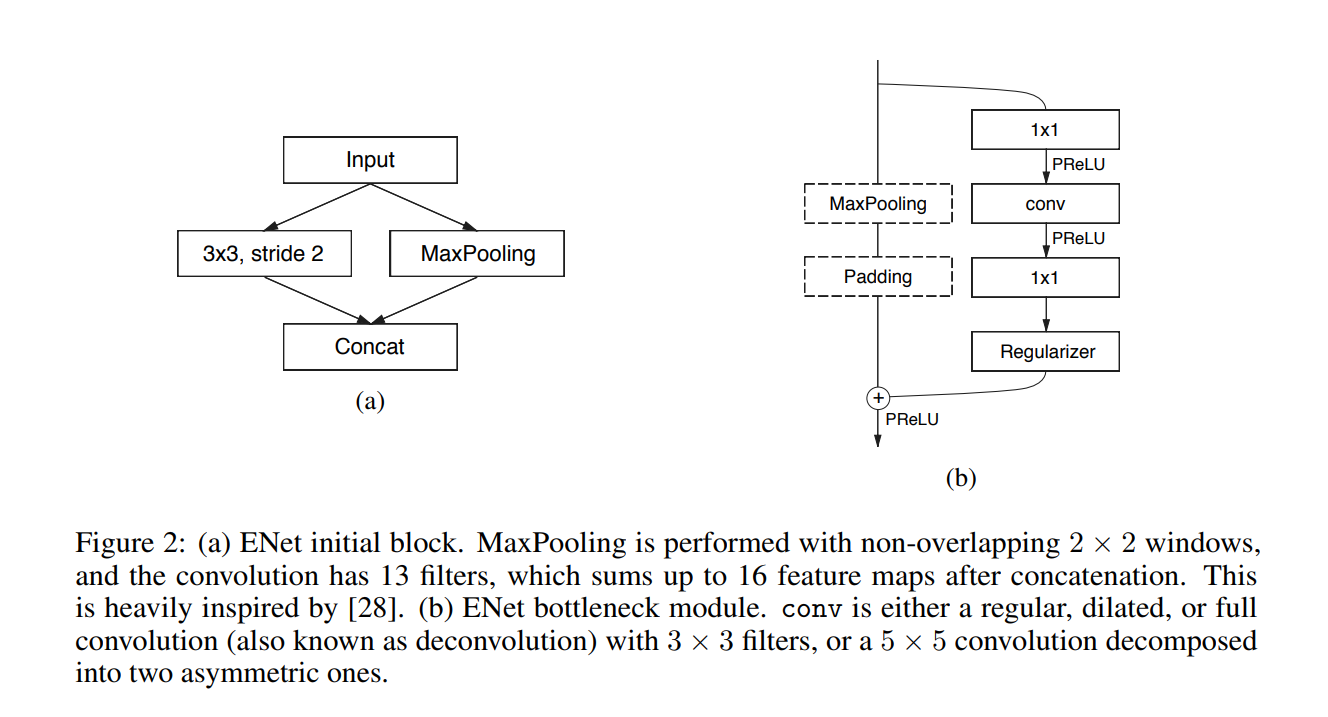 Input
3x3, stride 2
MaxPooling
Concat
(a)
1x1
PReLU
MaxPooling
conv
PReLU
Padding
1x1
Regularizer
+
PReLU
(b)
Figure 2: (a) ENet initial block. MaxPooling is performed with non-overlapping 2 × 2 windows,
and the convolution has 13 filters, which sums up to 16 feature maps after concatenation. This
is heavily inspired by [28]. (b) ENet bottleneck module. conv is either a regular, dilated, or full
convolution (also known as deconvolution) with 3 × 3 filters, or a 5 × 5 convolution decomposed
into two asymmetric ones.